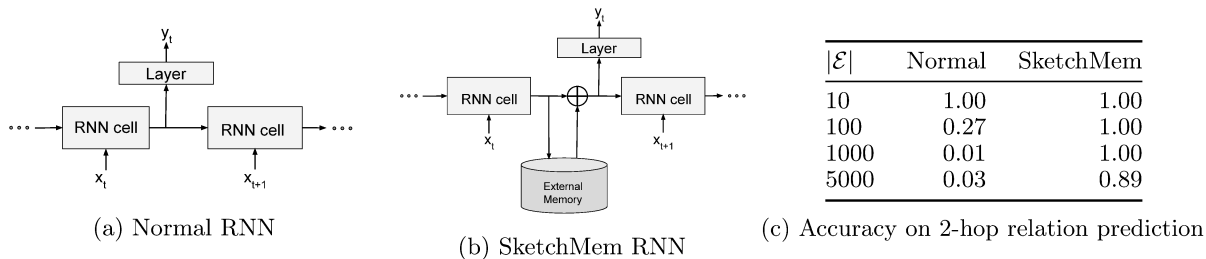 y_t
Layer
RNN cell
RNN cell
x_t
x_{t+1}
(a) Normal RNN
y_t
Layer
RNN cell
RNN cell
x_t
x_{t+1}
External
Memory
(b) SketchMem RNN
|ℰ| Normal SketchMem
10 1.00 1.00
100 0.27 1.00
1000 0.01 1.00
5000 0.03 0.89
(c) Accuracy on 2-hop relation prediction